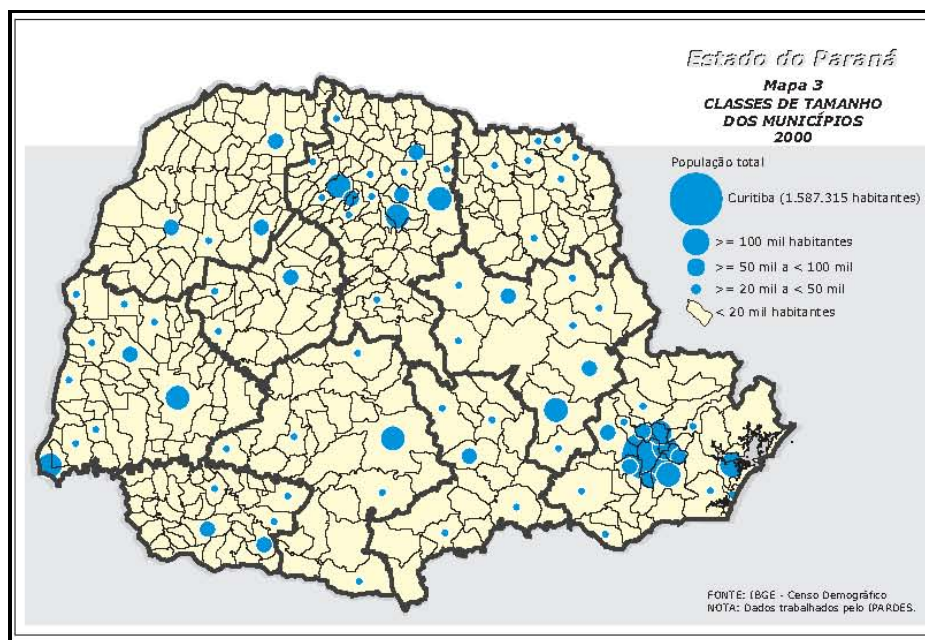 Estado do Paraná
Mapa 3
CLASSES DE TAMANHO
DOS MUNICÍPIOS
2000
População total
Curitiba (1.587.315 habitantes)
>= 100 mil habitantes
>= 50 mil a < 100 mil
>= 20 mil a < 50 mil
< 20 mil habitantes
FONTE: IBGE - Censo Demográfico
NOTA: Dados trabalhados pelo IPARDES.